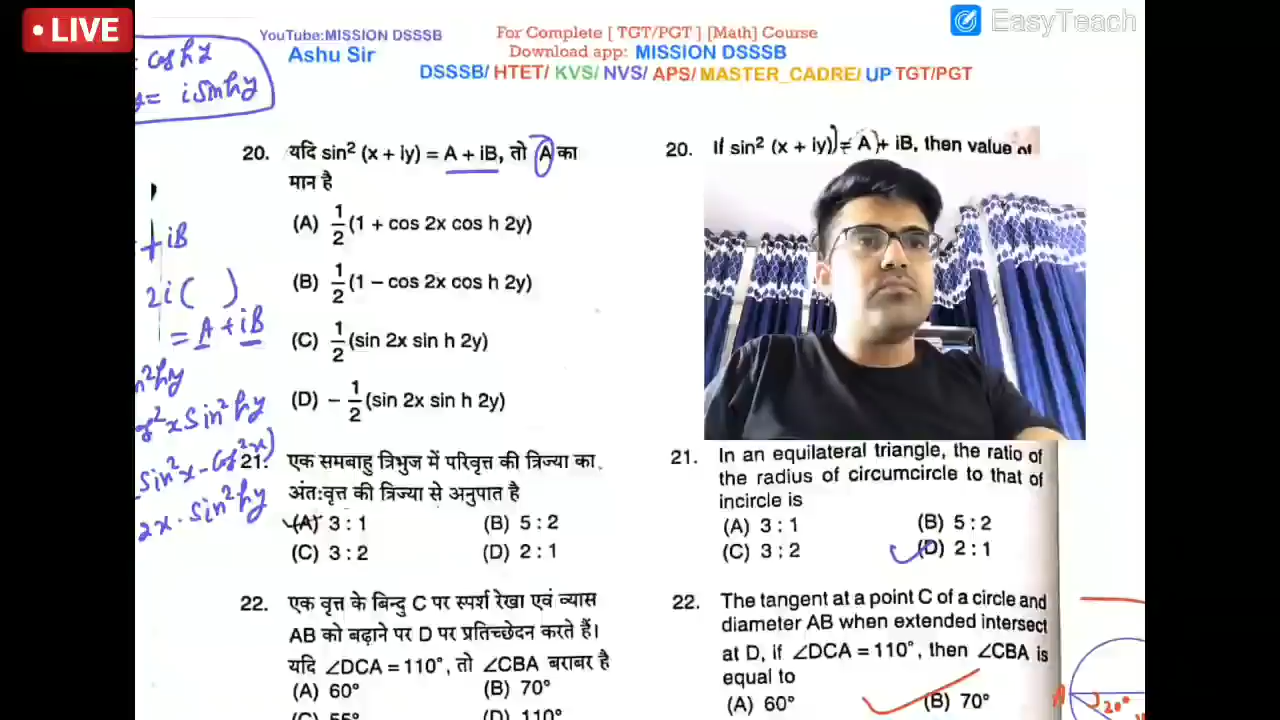 LIVE
YouTube:MISSION DSSSB
Ashu Sir
For Complete [ TGT/PGT ] [Math] Course
Download app: MISSION DSSSB
DSSSB/ HTET/ KVS/ NVS/ APS/ MASTER_CADRE/ UP TGT/PGT
EasyTeach
coshy
= isinhy
+iB
2i( )
= A+iB
20. यदि sin² (x + iy) = A + iB, तो A का
मान है
(A) 1/2 (1 + cos 2x cos h 2y)
(B) 1/2 (1 – cos 2x cos h 2y)
(C) 1/2 (sin 2x sin h 2y)
(D) – 1/2 (sin 2x sin h 2y)
21. एक समबाहु त्रिभुज में परिवृत्त की त्रिज्या का
अंत:वृत्त की त्रिज्या से अनुपात है
(A) 3 : 1 (B) 5 : 2
(C) 3 : 2 (D) 2 : 1
22. एक वृत्त के बिन्दु C पर स्पर्श रेखा एवं व्यास
AB को बढ़ाने पर D पर प्रतिच्छेदन करते हैं।
यदि ∠DCA = 110°, तो ∠CBA बराबर है
(A) 60° (B) 70°
(C) 55° (D) 110°
20. If sin² (x + iy) = A + iB, then value of
21. In an equilateral triangle, the ratio of
the radius of circumcircle to that of
incircle is
(A) 3 : 1 (B) 5 : 2
(C) 3 : 2 (D) 2 : 1
22. The tangent at a point C of a circle and
diameter AB when extended intersect
at D, if ∠DCA = 110°, then ∠CBA is
equal to
(A) 60° (B) 70°
A 20°